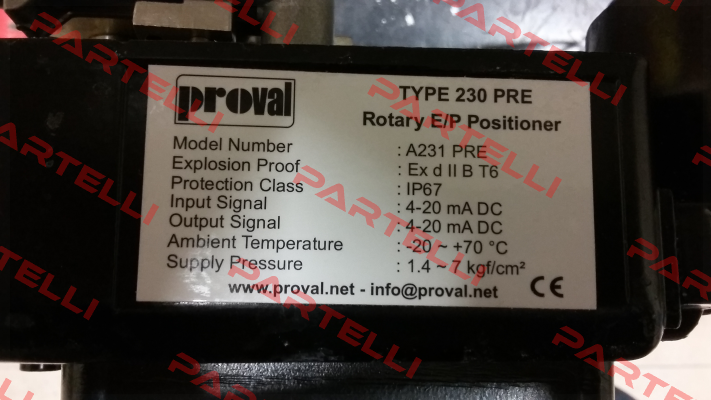 proval
TYPE 230 PRE
Rotary E/P Positioner
Model Number : A231 PRE
Explosion Proof : Ex d II B T6
Protection Class : IP67
Input Signal : 4-20 mA DC
Output Signal : 4-20 mA DC
Ambient Temperature : -20 ~ +70 °C
Supply Pressure : 1.4 ~ 7 kgf/cm²
www.proval.net - info@proval.net CE
PARTELLI
PARTELLI
PARTELLI
PARTELLI
PARTELLI
PARTELLI
PARTELLI
PARTELLI
PARTELLI